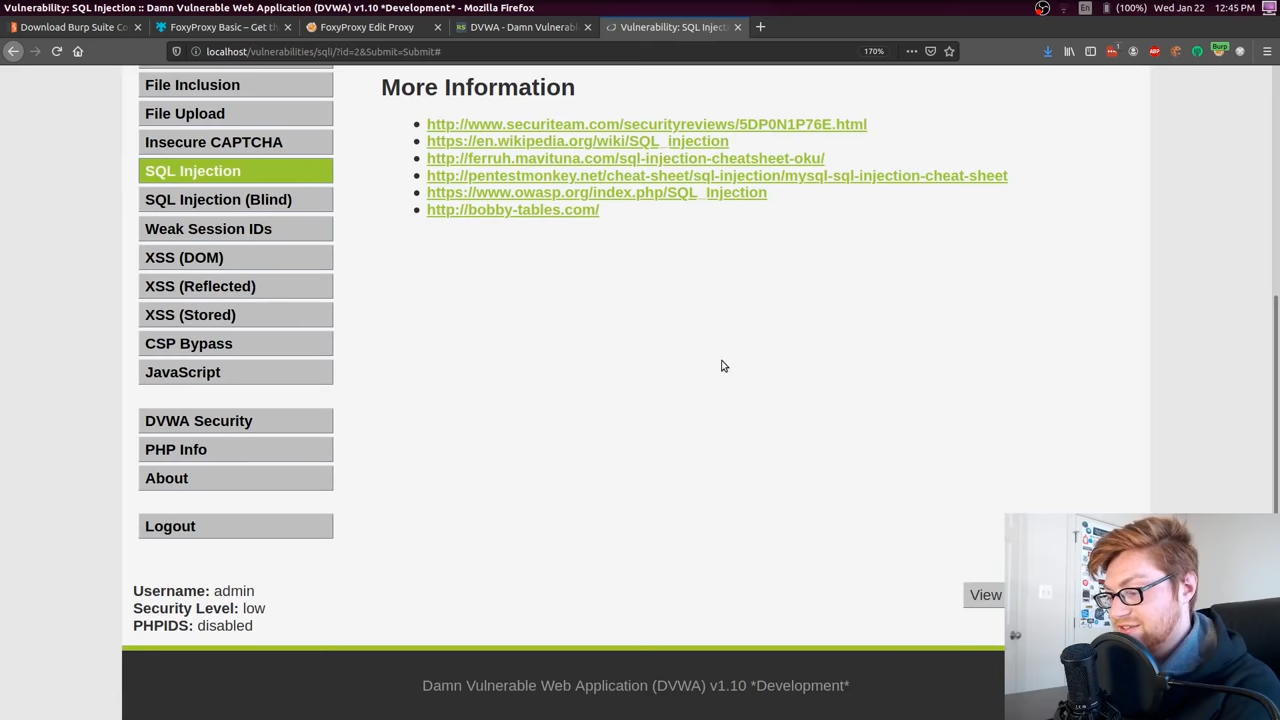 Vulnerability: SQL Injection :: Damn Vulnerable Web Application (DVWA) v1.10 *Development* - Mozilla Firefox
En (100%) Wed Jan 22 12:45 PM
Download Burp Suite Co
FoxyProxy Basic – Get th
FoxyProxy Edit Proxy
DVWA - Damn Vulnerabl
Vulnerability: SQL Inject
localhost/vulnerabilities/sqli/?id=2&Submit=Submit#
170%
ABP
Burp
File Inclusion
File Upload
Insecure CAPTCHA
SQL Injection
SQL Injection (Blind)
Weak Session IDs
XSS (DOM)
XSS (Reflected)
XSS (Stored)
CSP Bypass
JavaScript
DVWA Security
PHP Info
About
Logout
More Information
http://www.securiteam.com/securityreviews/5DP0N1P76E.html
https://en.wikipedia.org/wiki/SQL_injection
http://ferruh.mavituna.com/sql-injection-cheatsheet-oku/
http://pentestmonkey.net/cheat-sheet/sql-injection/mysql-sql-injection-cheat-sheet
https://www.owasp.org/index.php/SQL_Injection
http://bobby-tables.com/
Username: admin
Security Level: low
PHPIDS: disabled
View
Damn Vulnerable Web Application (DVWA) v1.10 *Development*